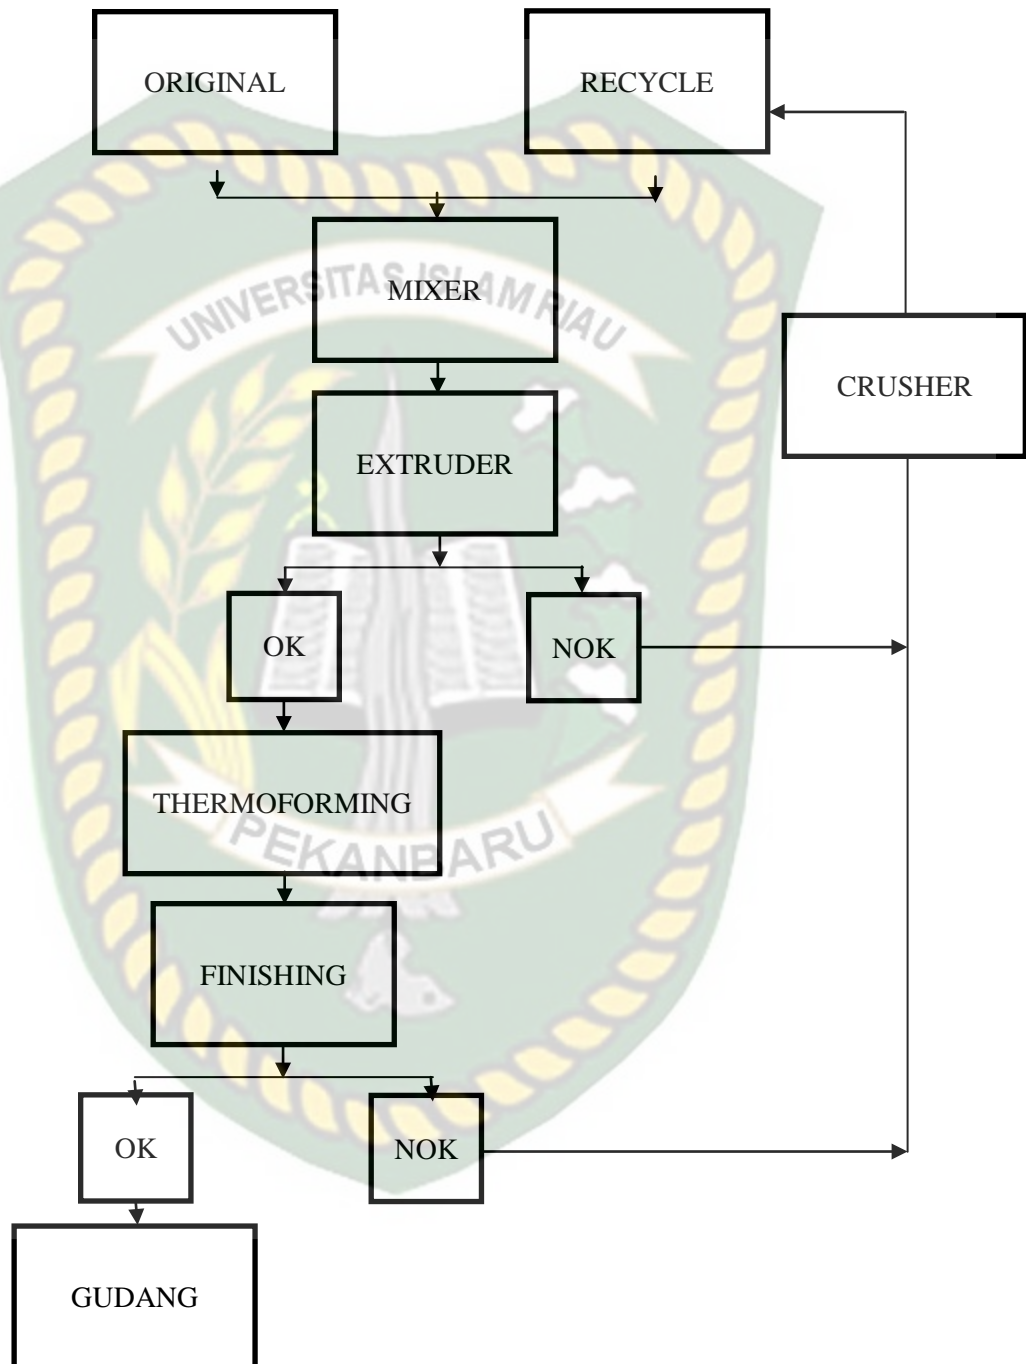 ORIGINAL
RECYCLE
UNIVERSITAS ISLAM RIAU
MIXER
CRUSHER
EXTRUDER
OK
NOK
THERMOFORMING
PEKANBARU
FINISHING
OK
NOK
GUDANG